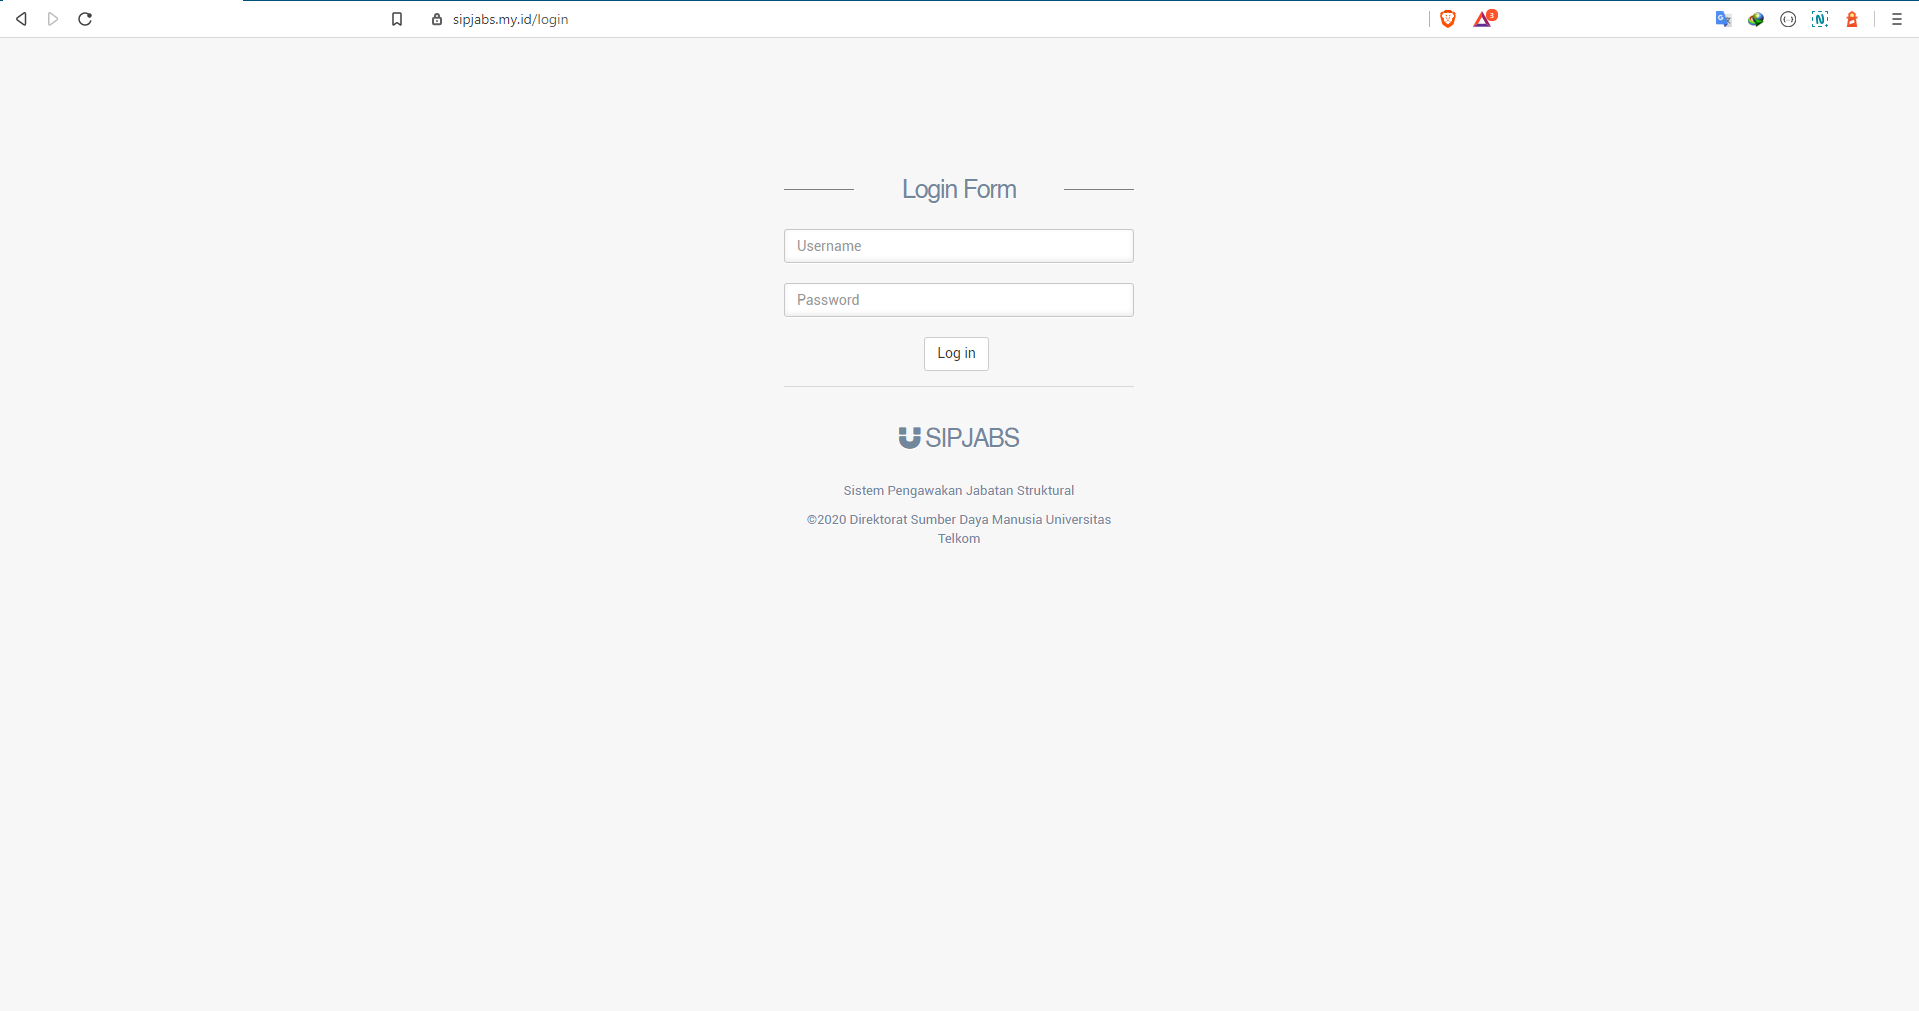 sipjabs.my.id/login
3
Login Form
Username
Password
Log in
SIPJABS
Sistem Pengawakan Jabatan Struktural
©2020 Direktorat Sumber Daya Manusia Universitas
Telkom